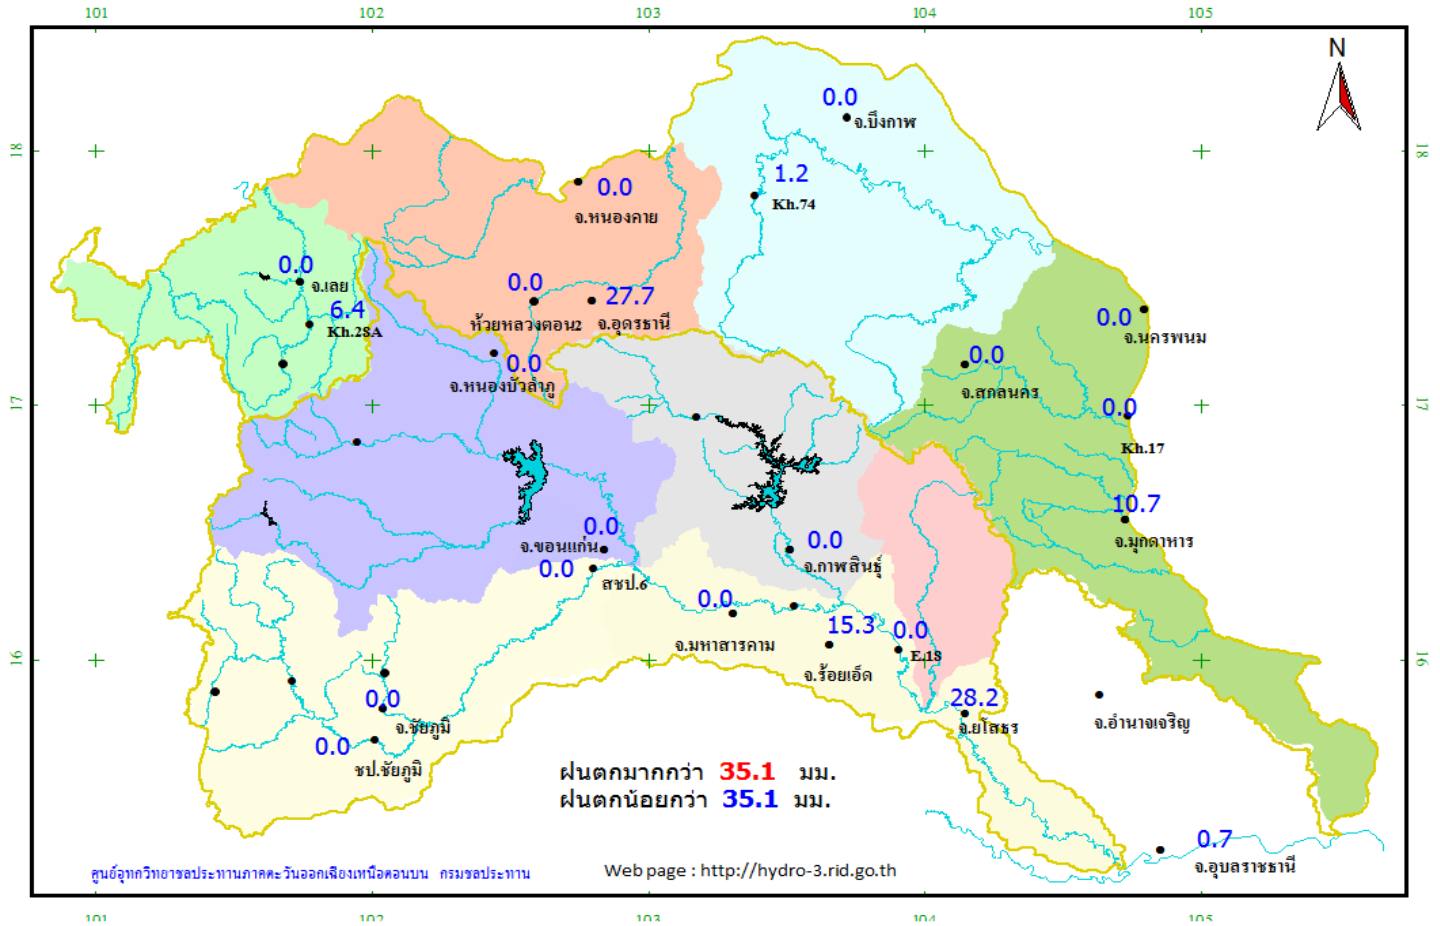 101 102 103 104 105
N
0.0
จ.บึงกาฬ
18 18
1.2
Kh.74
0.0
จ.หนองคาย
0.0
จ.เลย
6.4
Kh.28A
0.0
ห้วยหลวงตอน2
27.7
จ.อุดรธานี
0.0
จ.นครพนม
0.0
จ.หนองบัวลำภู
0.0
จ.สกลนคร
17 17
0.0
Kh.17
10.7
จ.มุกดาหาร
0.0
จ.ขอนแก่น
0.0
สชป.6
0.0
จ.กาฬสินธุ์
0.0
จ.มหาสารคาม
15.3
จ.ร้อยเอ็ด
0.0
E.18
16 16
0.0
จ.ชัยภูมิ
0.0
ชป.ชัยภูมิ
28.2
จ.ยโสธร
จ.อำนาจเจริญ
ฝนตกมากกว่า 35.1 มม.
ฝนตกน้อยกว่า 35.1 มม.
0.7
จ.อุบลราชธานี
ศูนย์อุทกวิทยาชลประทานภาคตะวันออกเฉียงเหนือตอนบน กรมชลประทาน
Web page : http://hydro-3.rid.go.th
101 102 103 104 105